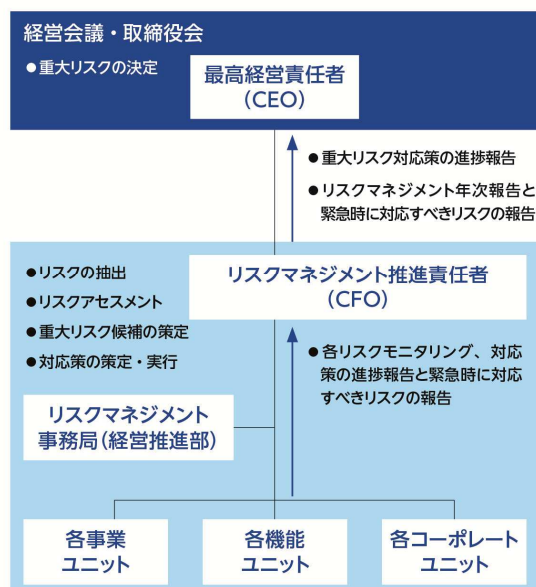 経営会議・取締役会
●重大リスクの決定
最高経営責任者
(CEO)
●重大リスク対応策の進捗報告
●リスクマネジメント年次報告と
緊急時に対応すべきリスクの報告
●リスクの抽出
●リスクアセスメント
●重大リスク候補の策定
●対応策の策定・実行
リスクマネジメント推進責任者
(CFO)
●各リスクモニタリング、対応
策の進捗報告と緊急時に対応
すべきリスクの報告
リスクマネジメント
事務局(経営推進部)
各事業
ユニット
各機能
ユニット
各コーポレート
ユニット